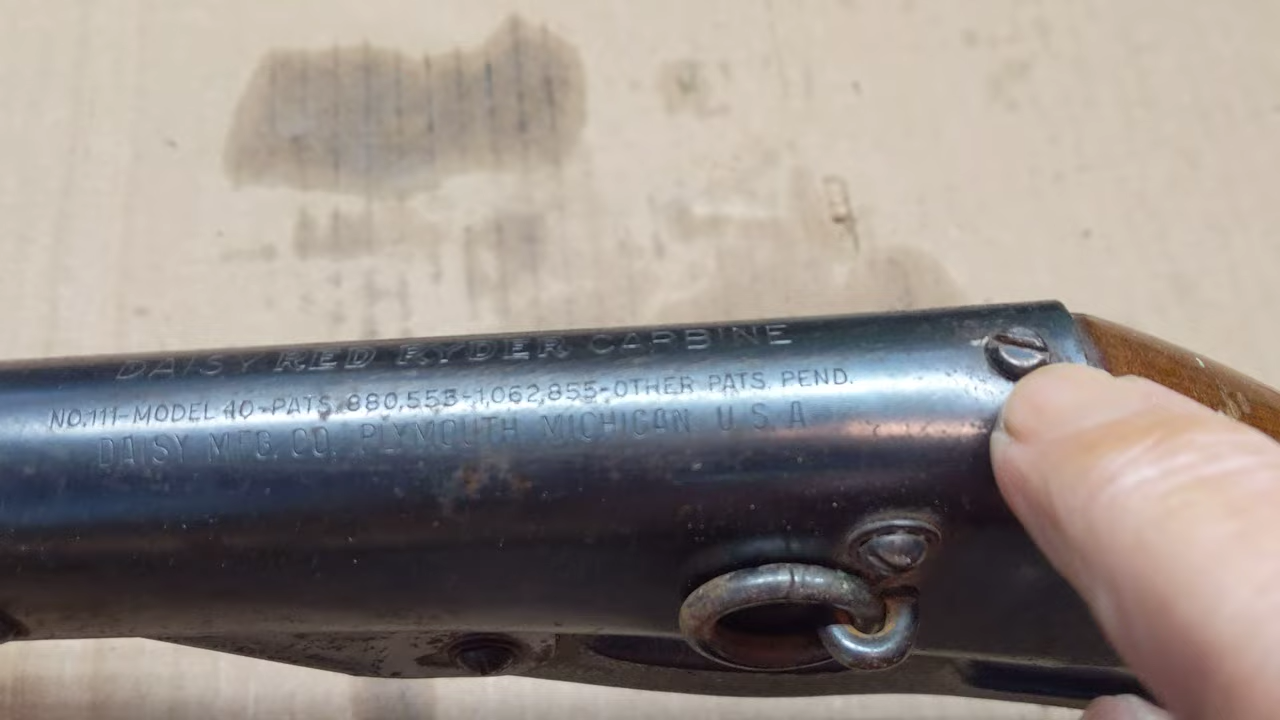 DAISY RED RYDER CARBINE
NO.111-MODEL 40-PATS.880,553-1,062,855-OTHER PATS. PEND.
DAISY MFG. CO. PLYMOUTH MICHIGAN U.S.A